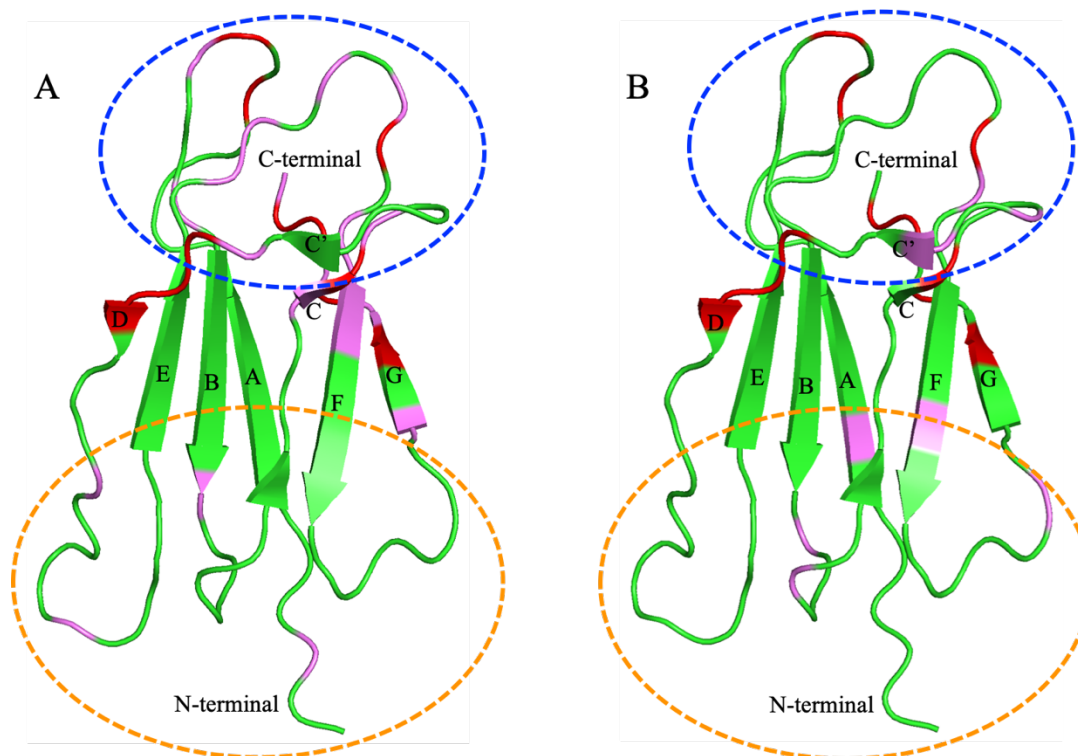 A
C-terminal
C'
C
D
E
B
A
F
G
N-terminal
B
C-terminal
C'
C
D
E
B
A
F
G
N-terminal